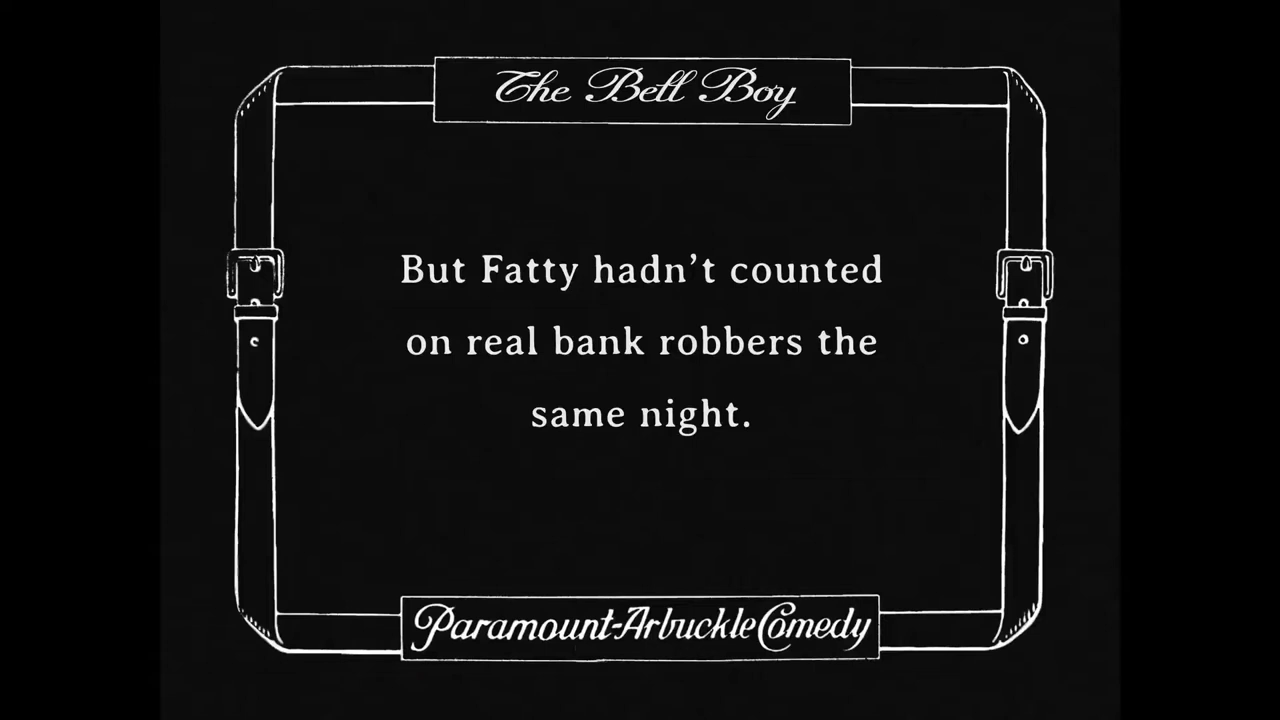 The Bell Boy
But Fatty hadn’t counted
on real bank robbers the
same night.
Paramount-Arbuckle Comedy